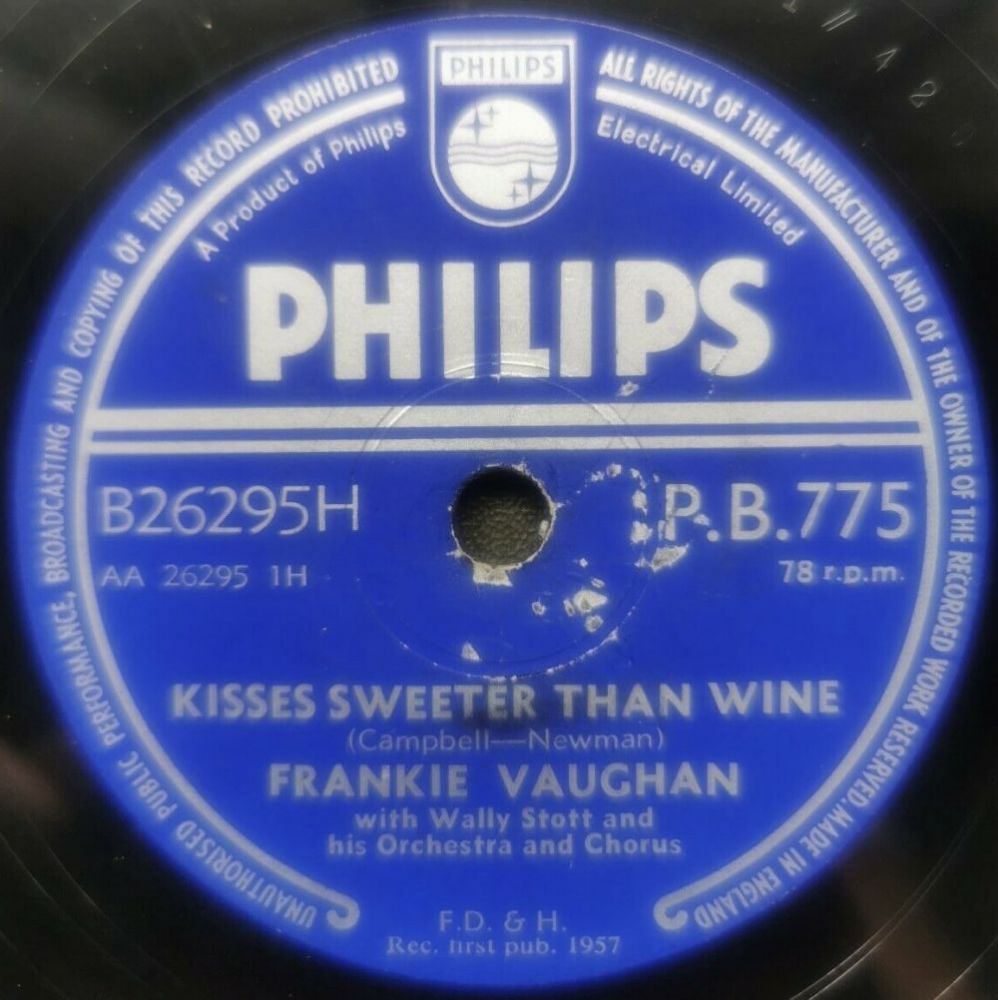 UNAUTHORISED PUBLIC PERFORMANCE, BROADCASTING AND COPYING OF THIS RECORD PROHIBITED
ALL RIGHTS OF THE MANUFACTURER AND OF THE OWNER OF THE RECORDED WORK RESERVED. MADE IN ENGLAND
PHILIPS
A Product of Philips
Electrical Limited
PHILIPS
B26295H
P.B.775
AA 26295 1H
78 r.p.m.
KISSES SWEETER THAN WINE
(Campbell—Newman)
FRANKIE VAUGHAN
with Wally Stott and
his Orchestra and Chorus
F.D. & H.
Rec. first pub. 1957